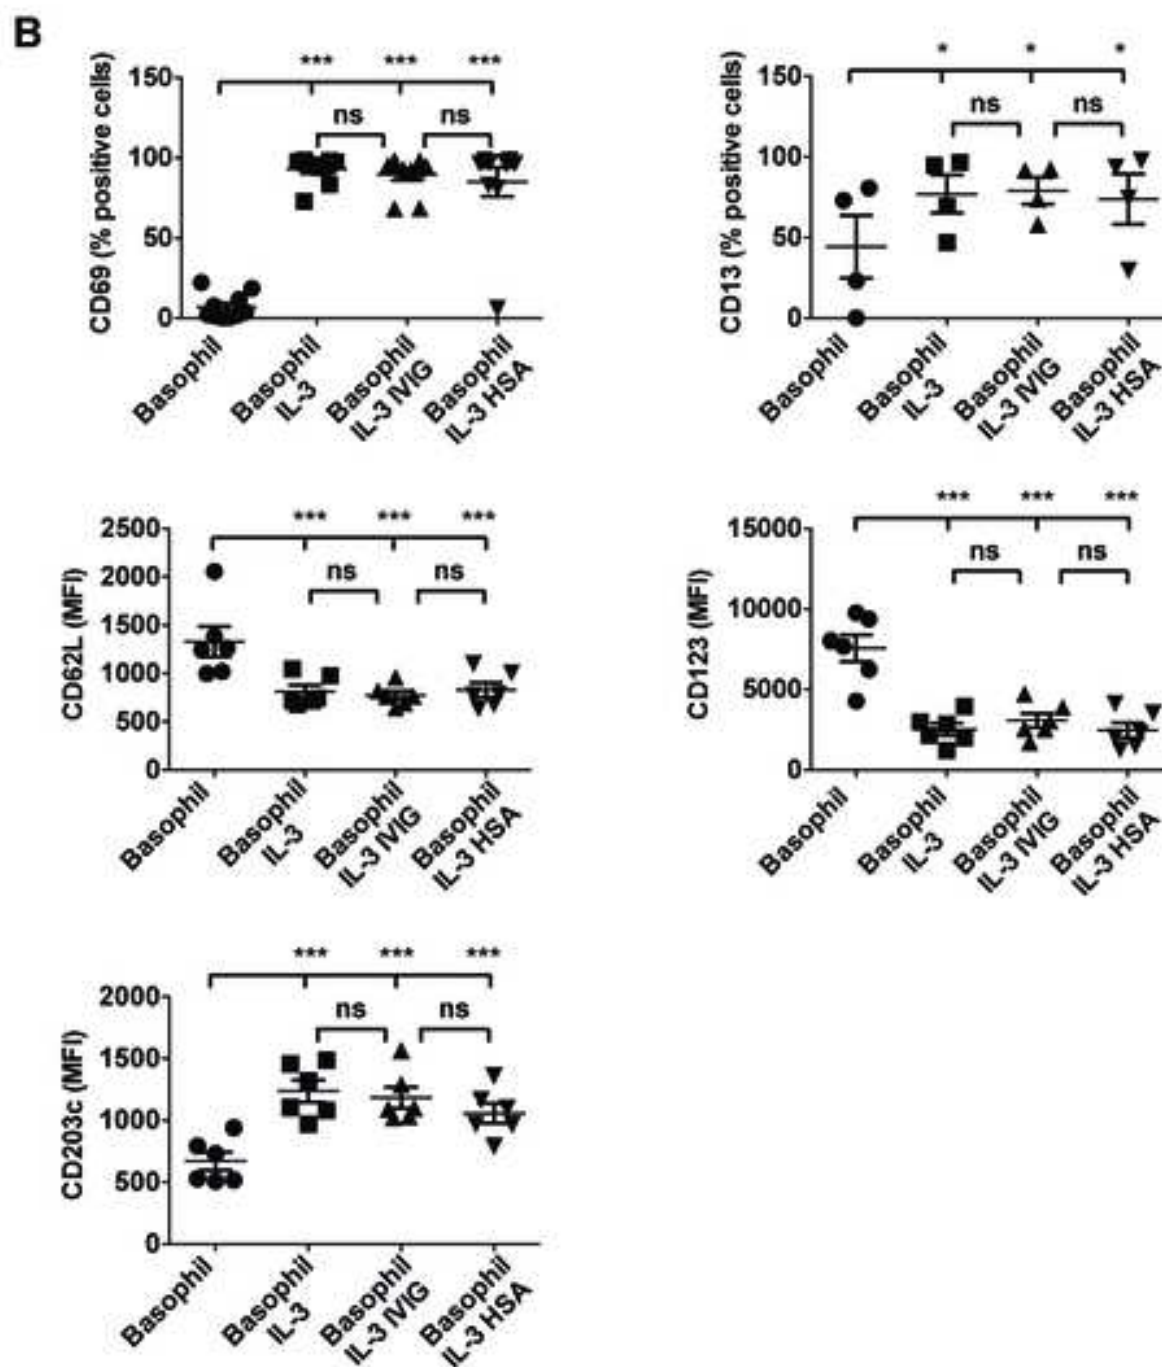 B
CD69 (% positive cells)
150
100
50
0
*** *** ***
ns ns
Basophil
Basophil
IL-3
Basophil
IL-3 IVIG
Basophil
IL-3 HSA
CD13 (% positive cells)
150
100
50
0
* * *
ns ns
Basophil
Basophil
IL-3
Basophil
IL-3 IVIG
Basophil
IL-3 HSA
CD62L (MFI)
2500
2000
1500
1000
500
0
*** *** ***
ns ns
Basophil
Basophil
IL-3
Basophil
IL-3 IVIG
Basophil
IL-3 HSA
CD123 (MFI)
15000
10000
5000
0
*** *** ***
ns ns
Basophil
Basophil
IL-3
Basophil
IL-3 IVIG
Basophil
IL-3 HSA
CD203c (MFI)
2000
1500
1000
500
0
*** *** ***
ns ns
Basophil
Basophil
IL-3
Basophil
IL-3 IVIG
Basophil
IL-3 HSA